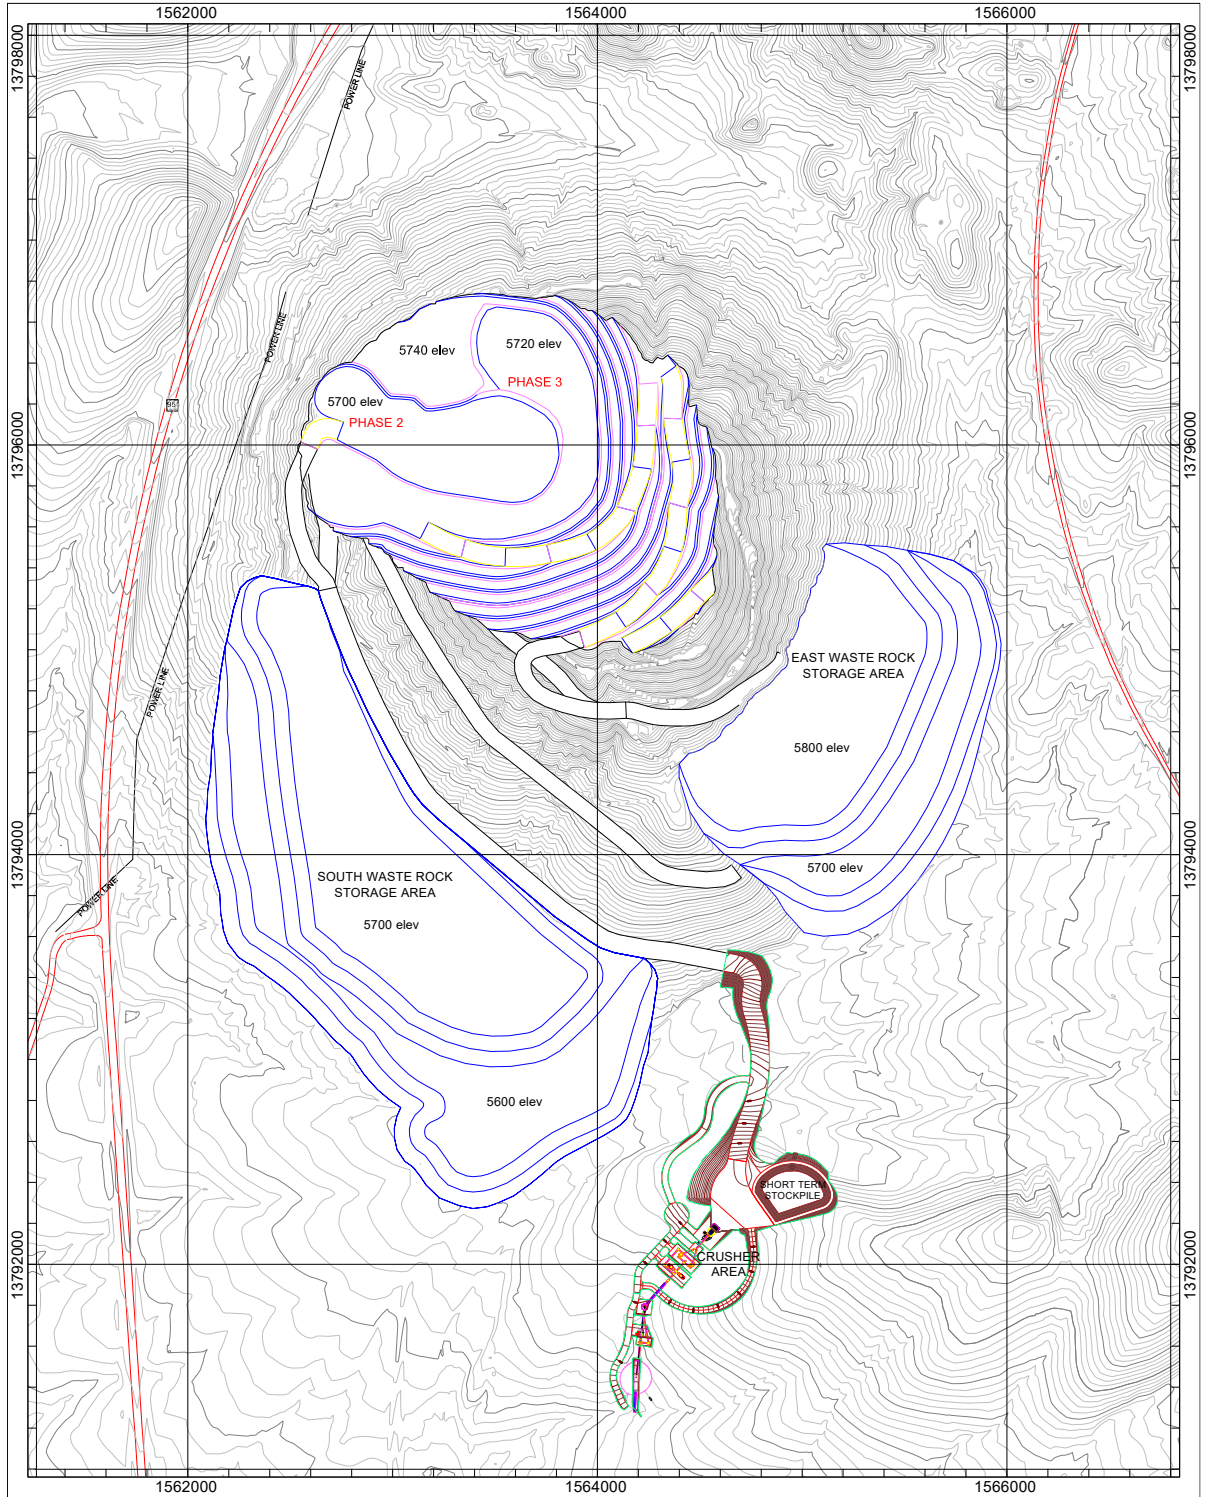 1562000
1564000
1566000
13798000
13798000
POWER LINE
POWER LINE
5740 elev
5720 elev
PHASE 3
5700 elev
PHASE 2
95
13796000
13796000
EAST WASTE ROCK
STORAGE AREA
POWER LINE
5800 elev
13794000
13794000
5700 elev
SOUTH WASTE ROCK
STORAGE AREA
POWER LINE
5700 elev
5600 elev
SHORT TERM
STOCKPILE
CRUSHER
AREA
13792000
13792000
1562000
1564000
1566000